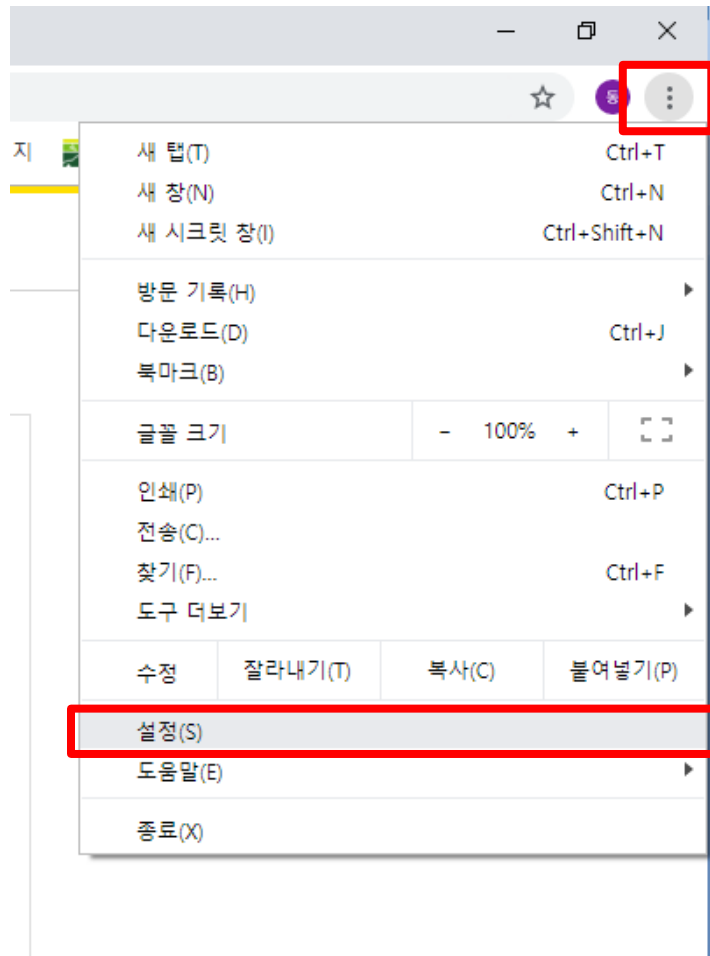 동
지
새 탭(T) Ctrl+T
새 창(N) Ctrl+N
새 시크릿 창(I) Ctrl+Shift+N
방문 기록(H)
다운로드(D) Ctrl+J
북마크(B)
글꼴 크기 - 100% +
인쇄(P) Ctrl+P
전송(C)...
찾기(F)... Ctrl+F
도구 더보기
수정 잘라내기(T) 복사(C) 붙여넣기(P)
설정(S)
도움말(E)
종료(X)